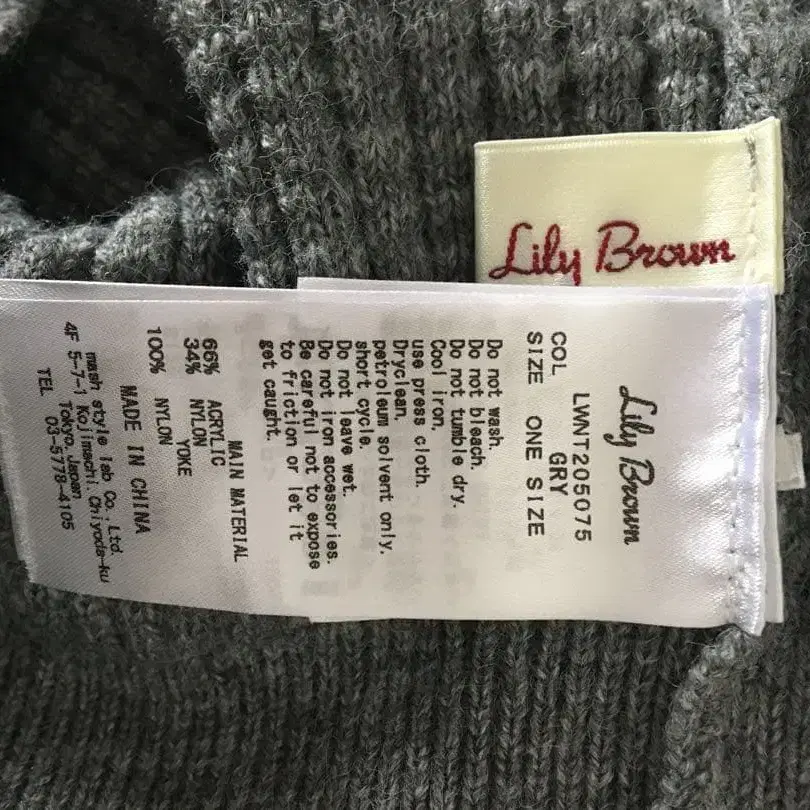 Lily Brown
Lily Brown
LWNT205075
COL GRY
SIZE ONE SIZE
Do not wash.
Do not bleach.
Do not tumble dry.
Cool iron.
use press cloth.
Dryclean,
petroleum solvent only,
short cycle.
Do not leave wet.
Do not iron accessories.
Be careful not to expose
to friction or let it
get caught.
MAIN MATERIAL
66% ACRYLIC
34% NYLON
YOKE
100% NYLON
MADE IN CHINA
mash style lab Co., Ltd.
4F 5-7-1 Kojimachi, Chiyoda-ku
Tokyo, Japan
TEL 03-5778-4105